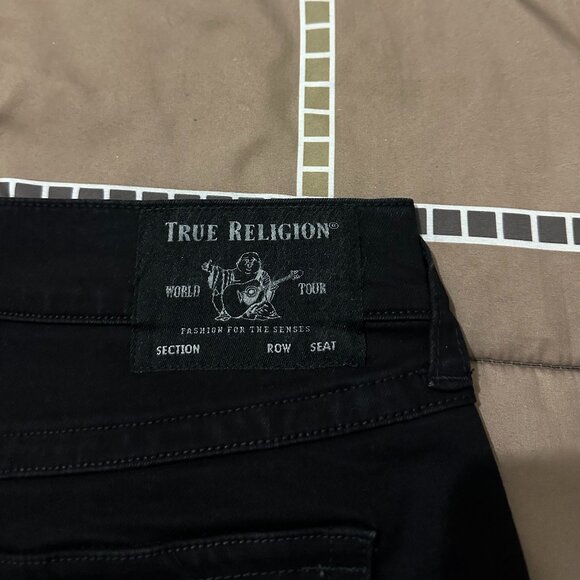 TRUE RELIGION®
WORLD TOUR
FASHION FOR THE SENSES
SECTION ROW SEAT